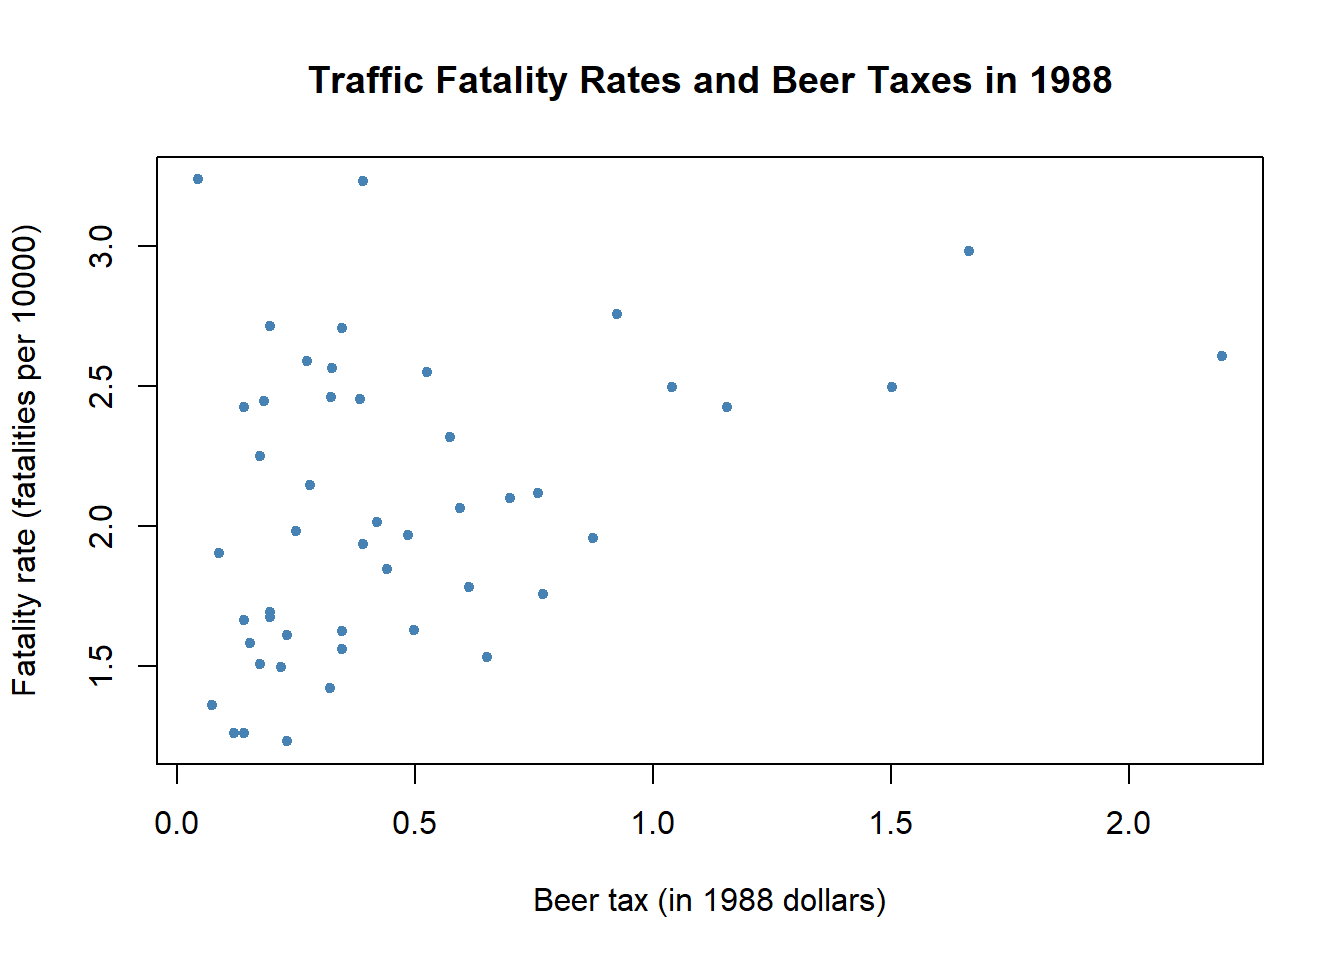 Traffic Fatality Rates and Beer Taxes in 1988
Fatality rate (fatalities per 10000)
3.0
2.5
2.0
1.5
0.0 0.5 1.0 1.5 2.0
Beer tax (in 1988 dollars)